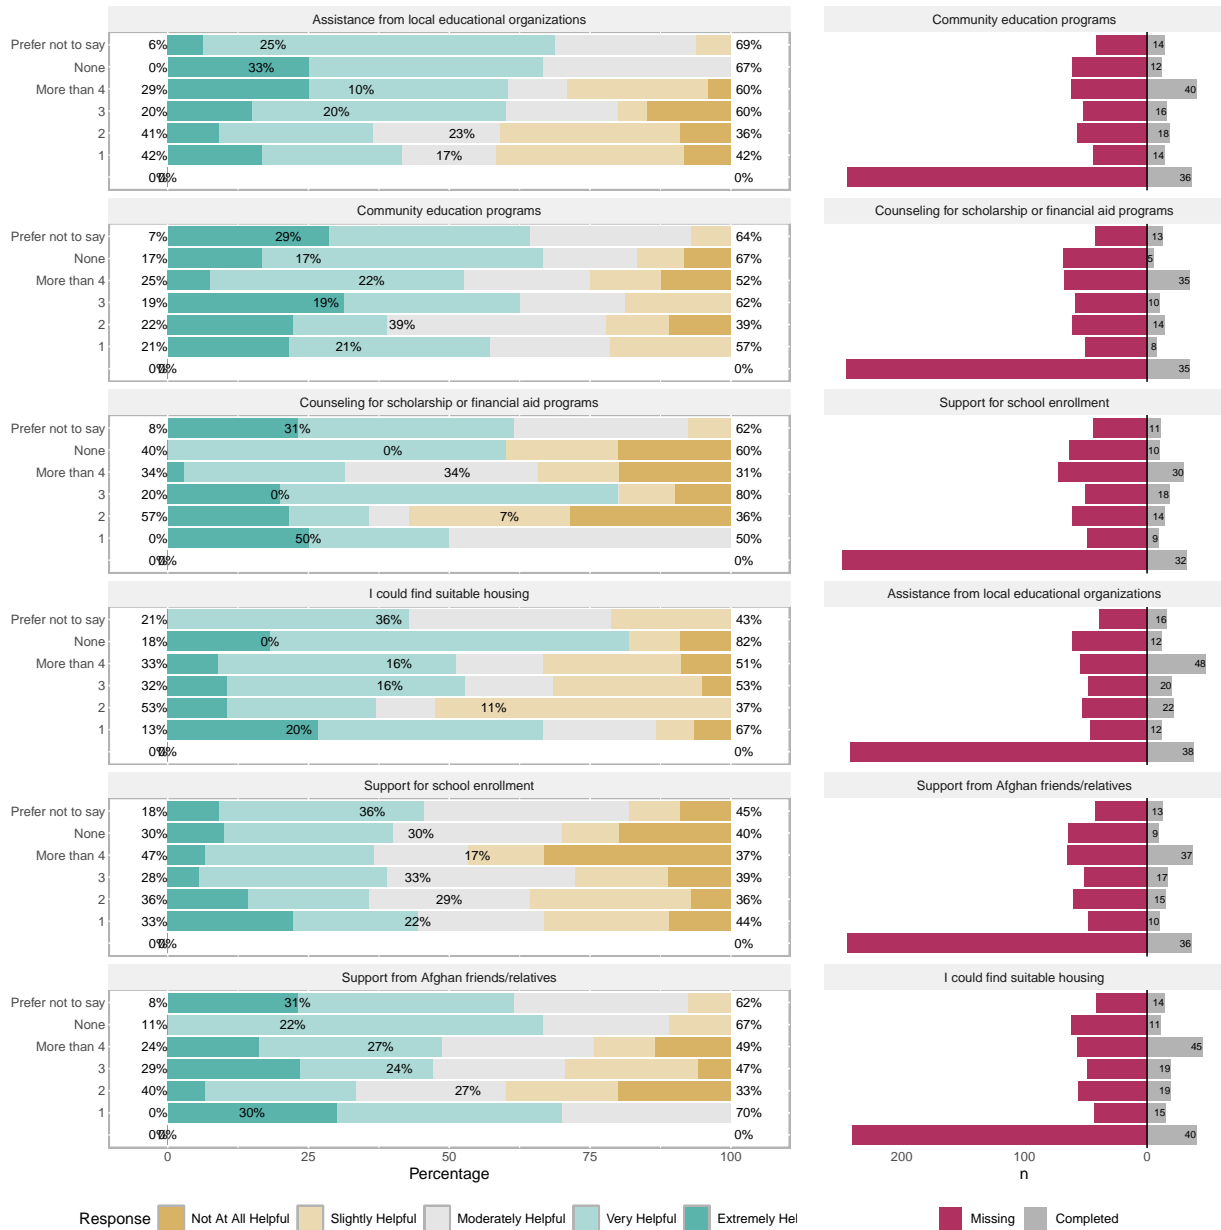 Assistance from local educational organizations
Prefer not to say 6% 25% 69%
None 0% 33% 67%
More than 4 29% 10% 60%
3 20% 20% 60%
2 41% 23% 36%
1 42% 17% 42%
0% 0% 0%
Community education programs
Prefer not to say 7% 29% 64%
None 17% 17% 67%
More than 4 25% 22% 52%
3 19% 19% 62%
2 22% 39% 39%
1 21% 21% 57%
0% 0% 0%
Counseling for scholarship or financial aid programs
Prefer not to say 8% 31% 62%
None 40% 0% 60%
More than 4 34% 34% 31%
3 20% 0% 80%
2 57% 7% 36%
1 0% 50% 50%
0% 0% 0%
I could find suitable housing
Prefer not to say 21% 36% 43%
None 18% 0% 82%
More than 4 33% 16% 51%
3 32% 16% 53%
2 53% 11% 37%
1 13% 20% 67%
0% 0% 0%
Support for school enrollment
Prefer not to say 18% 36% 45%
None 30% 30% 40%
More than 4 47% 17% 37%
3 28% 33% 39%
2 36% 29% 36%
1 33% 22% 44%
0% 0% 0%
Support from Afghan friends/relatives
Prefer not to say 8% 31% 62%
None 11% 22% 67%
More than 4 24% 27% 49%
3 29% 24% 47%
2 40% 27% 33%
1 0% 30% 70%
0% 0% 0%
0 25 50 75 100
Percentage
Response Not At All Helpful Slightly Helpful Moderately Helpful Very Helpful Extremely Hel
Community education programs
14
12
40
16
18
14
36
Counseling for scholarship or financial aid programs
13
5
35
10
14
8
35
Support for school enrollment
11
10
30
18
14
9
32
Assistance from local educational organizations
16
12
48
20
22
12
38
Support from Afghan friends/relatives
13
9
37
17
15
10
36
I could find suitable housing
14
11
45
19
19
15
40
200 100 0
n
Missing Completed